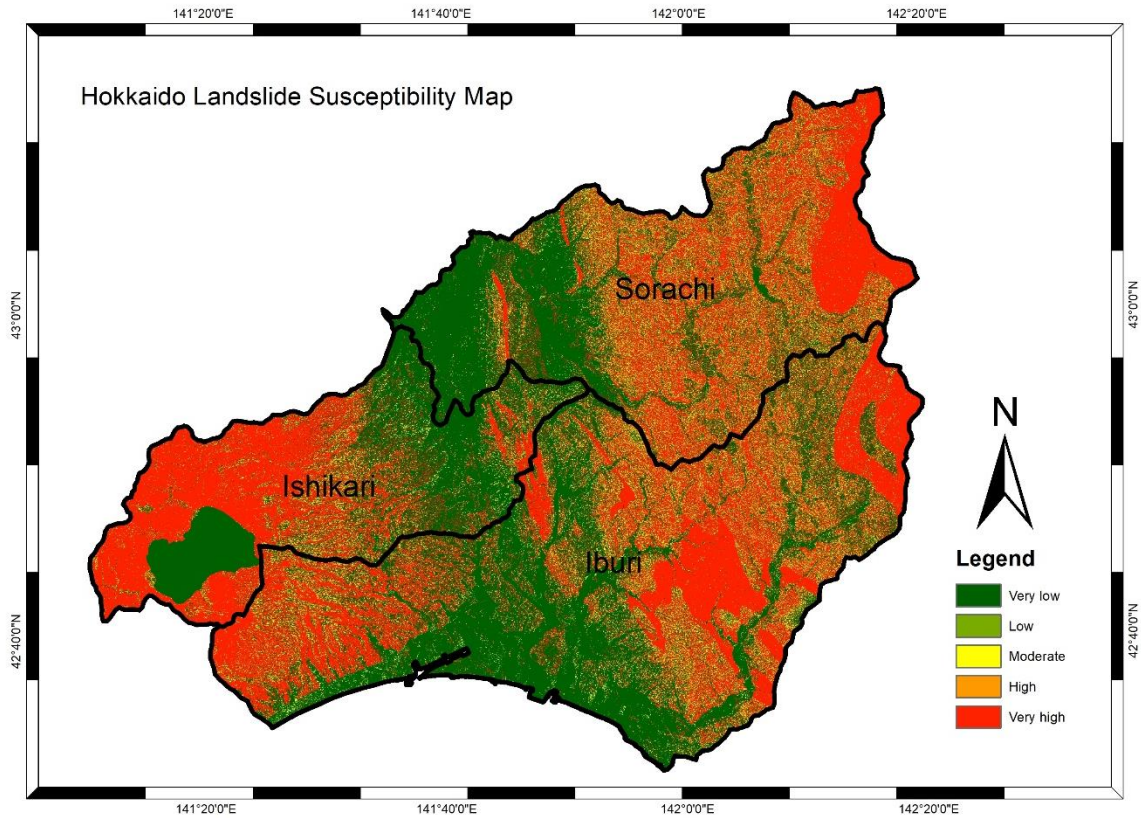 141°20'0"E
141°40'0"E
142°0'0"E
142°20'0"E
Hokkaido Landslide Susceptibility Map
43°0'0"N
43°0'0"N
Sorachi
Ishikari
Iburi
N
Legend
Very low
Low
Moderate
High
Very high
42°40'0"N
42°40'0"N
141°20'0"E
141°40'0"E
142°0'0"E
142°20'0"E